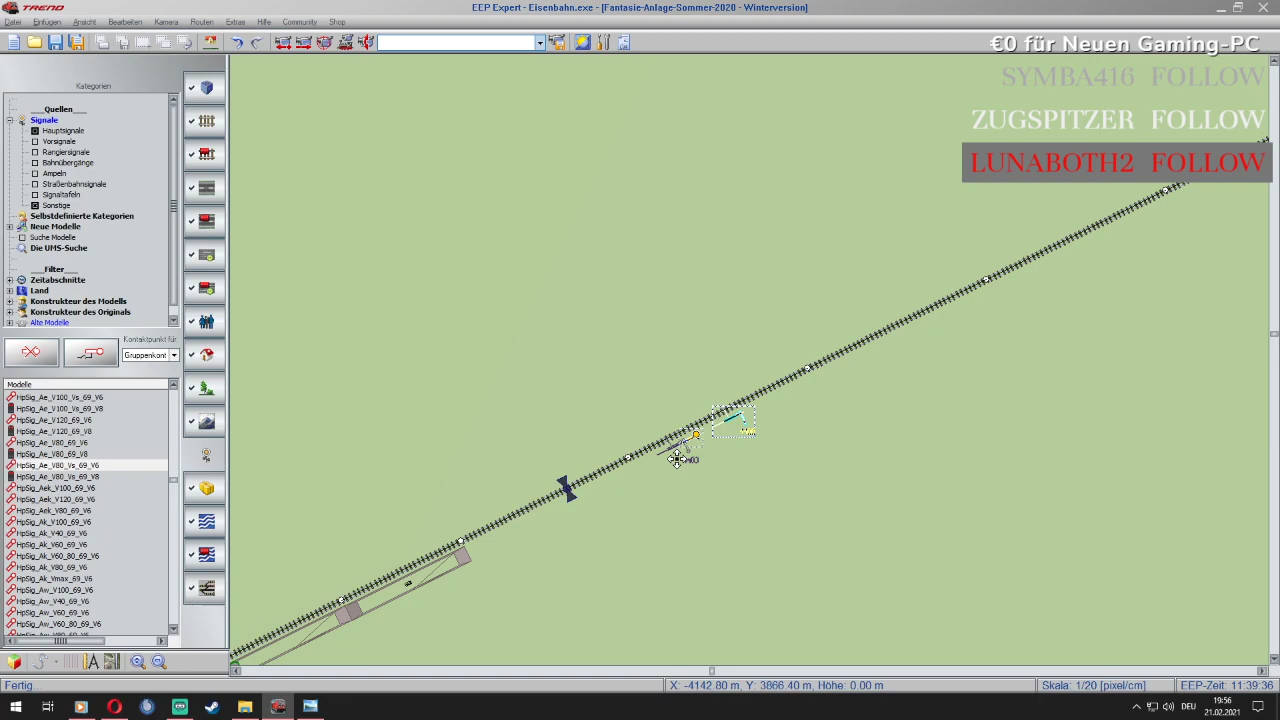 TREND
EEP Expert - Eisenbahn.exe - [Fantasie-Anlage-Sommer-2020 - Winterversion]
Datei Einfügen Ansicht Bearbeiten Kamera Routen Extras Hilfe Community Shop
€0 für Neuen Gaming-PC
SYMBA416 FOLLOW
ZUGSPITZER FOLLOW
LUNABOTH2 FOLLOW
Kategorien
___Quellen___
Signale
Hauptsignale
Vorsignale
Rangiersignale
Bahnübergänge
Ampeln
Straßenbahnsignale
Signaltafeln
Sonstige
Selbstdefinierte Kategorien
Neue Modelle
Suche Modelle
Die UMS-Suche
___Filter___
Zeitabschnitte
Land
Konstrukteur des Modells
Konstrukteur des Originals
Alte Modelle
Kontaktpunkt für
Gruppenkont
Modelle
HpSig_Ae_V100_Vs_69_V6
HpSig_Ae_V100_Vs_69_V8
HpSig_Ae_V120_69_V6
HpSig_Ae_V120_69_V8
HpSig_Ae_V80_69_V6
HpSig_Ae_V80_69_V8
HpSig_Ae_V80_Vs_69_V6
HpSig_Ae_V80_Vs_69_V8
HpSig_Aek_V100_69_V6
HpSig_Aek_V120_69_V6
HpSig_Aek_V80_69_V6
HpSig_Ak_V100_69_V6
HpSig_Ak_V40_69_V6
HpSig_Ak_V60_69_V6
HpSig_Ak_V60_80_69_V6
HpSig_Ak_V80_69_V6
HpSig_Ak_Vmax_69_V6
HpSig_Aw_V100_69_V6
HpSig_Aw_V40_69_V6
HpSig_Aw_V60_69_V6
HpSig_Aw_V60_80_69_V6
HpSig_Aw_V80_69_V6
Fertig...
X: -4142.80 m, Y: 3866.40 m, Höhe: 0.00 m
Skala: 1/20 [pixel/cm]
EEP-Zeit: 11:39:36
DEU
19:56
21.02.2021